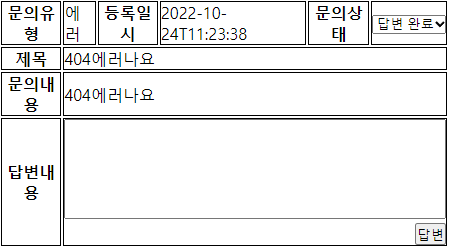 문의유형 에러 등록일시 2022-10-24T11:23:38 문의상태 답변 완료
제목 404에러나요
문의내용 404에러나요
답변내용
답변